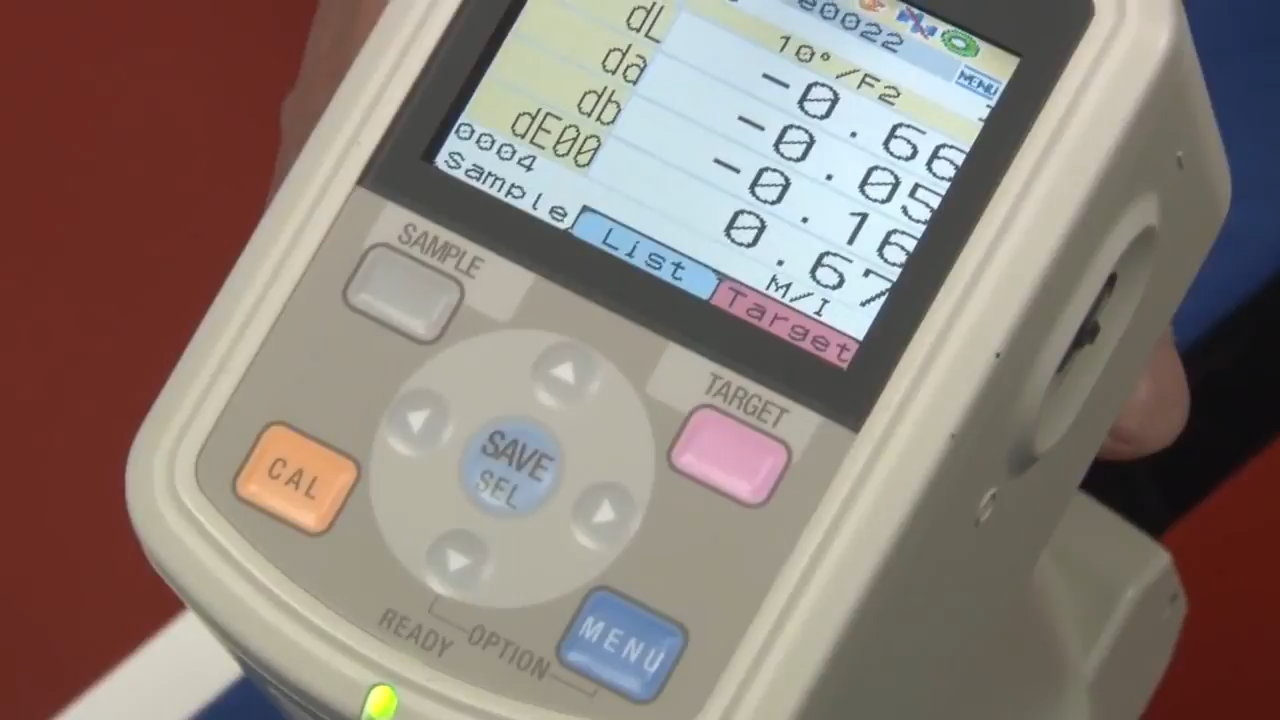 e0022
10°/F2 MENU
dL -0.66
da -0.05
db -0.16
dE00 0.67
0004 M/I
Sample List Target
SAMPLE
TARGET
CAL
SAVE
SEL
READY OPTION MENU